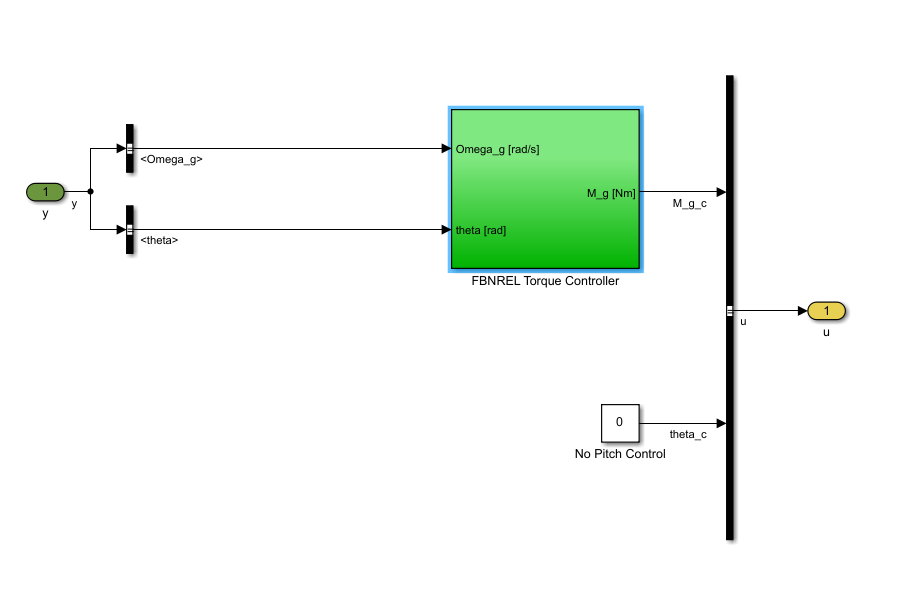 1
y
y
<Omega_g>
<theta>
Omega_g [rad/s]
theta [rad]
M_g [Nm]
FBNREL Torque Controller
M_g_c
0
No Pitch Control
theta_c
u
1
u